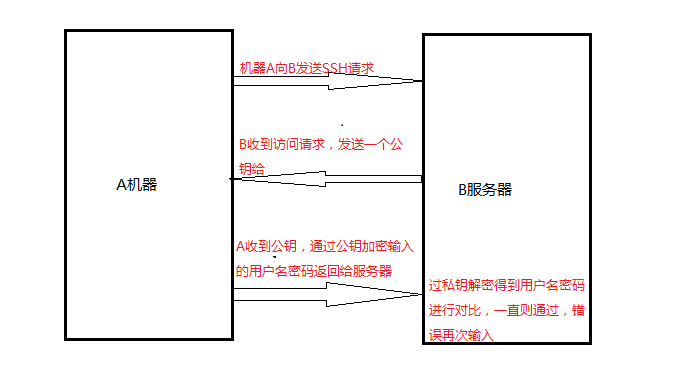 机器A向B发送SSH请求
B收到访问请求，发送一个公
钥给
A机器
B服务器
A收到公钥，通过公钥加密输入
的用户名密码返回给服务器
过私钥解密得到用户名密码
进行对比，一直则通过，错
误再次输入